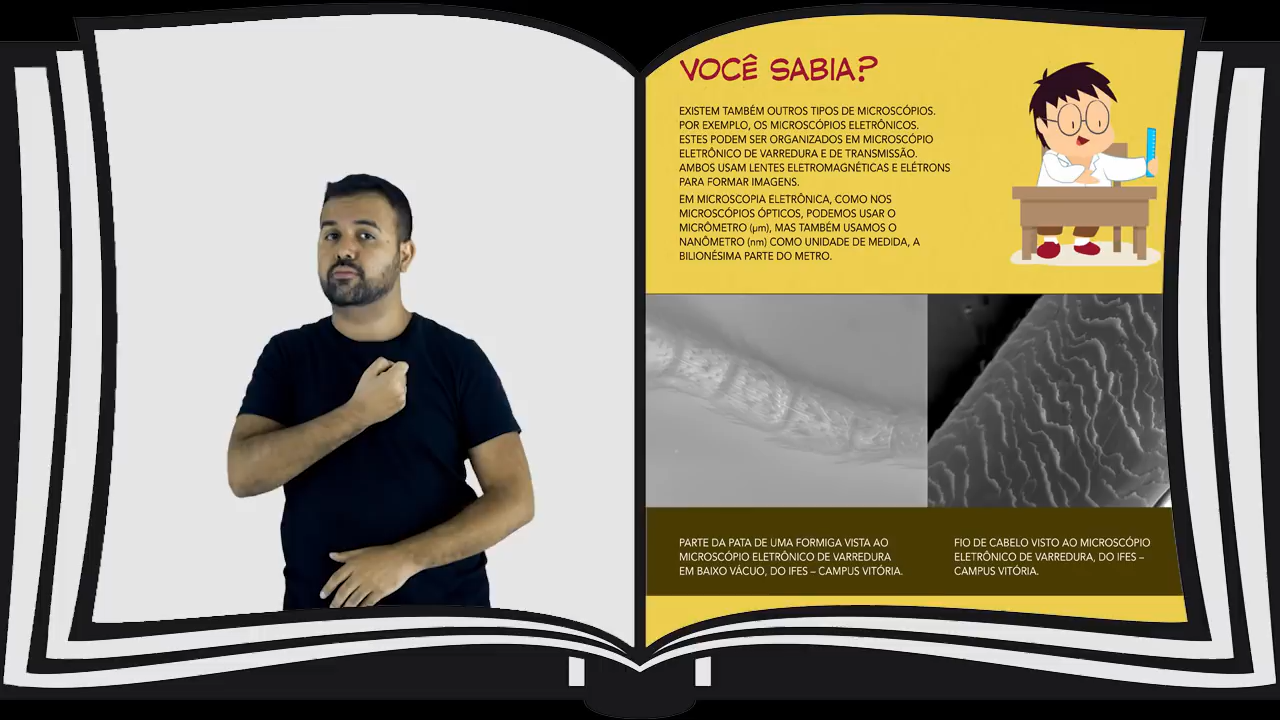 VOCÊ SABIA?
EXISTEM TAMBÉM OUTROS TIPOS DE MICROSCÓPIOS.
POR EXEMPLO, OS MICROSCÓPIOS ELETRÔNICOS.
ESTES PODEM SER ORGANIZADOS EM MICROSCÓPIO
ELETRÔNICO DE VARREDURA E DE TRANSMISSÃO.
AMBOS USAM LENTES ELETROMAGNÉTICAS E ELÉTRONS
PARA FORMAR IMAGENS.
EM MICROSCOPIA ELETRÔNICA, COMO NOS
MICROSCÓPIOS ÓPTICOS, PODEMOS USAR O
MICRÔMETRO (µm), MAS TAMBÉM USAMOS O
NANÔMETRO (nm) COMO UNIDADE DE MEDIDA, A
BILIONÉSIMA PARTE DO METRO.
PARTE DA PATA DE UMA FORMIGA VISTA AO
MICROSCÓPIO ELETRÔNICO DE VARREDURA
EM BAIXO VÁCUO, DO IFES – CAMPUS VITÓRIA.
FIO DE CABELO VISTO AO MICROSCÓPIO
ELETRÔNICO DE VARREDURA, DO IFES –
CAMPUS VITÓRIA.